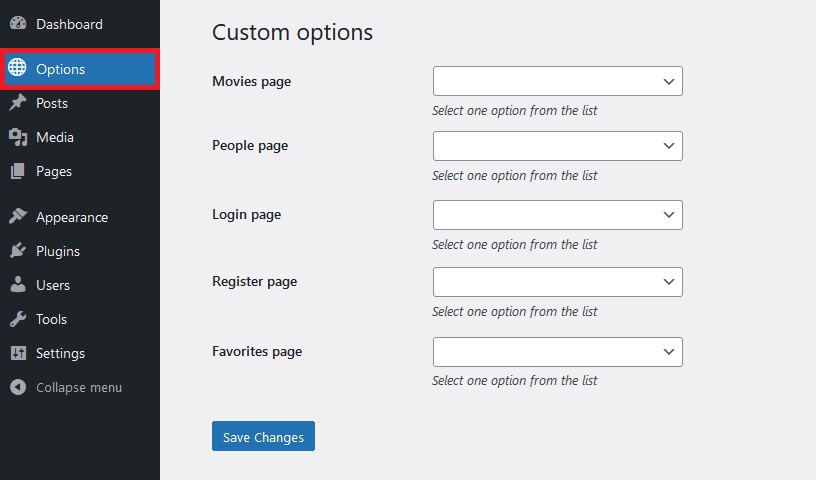 Dashboard
Options
Posts
Media
Pages
Appearance
Plugins
Users
Tools
Settings
Collapse menu
Custom options
Movies page
Select one option from the list
People page
Select one option from the list
Login page
Select one option from the list
Register page
Select one option from the list
Favorites page
Select one option from the list
Save Changes